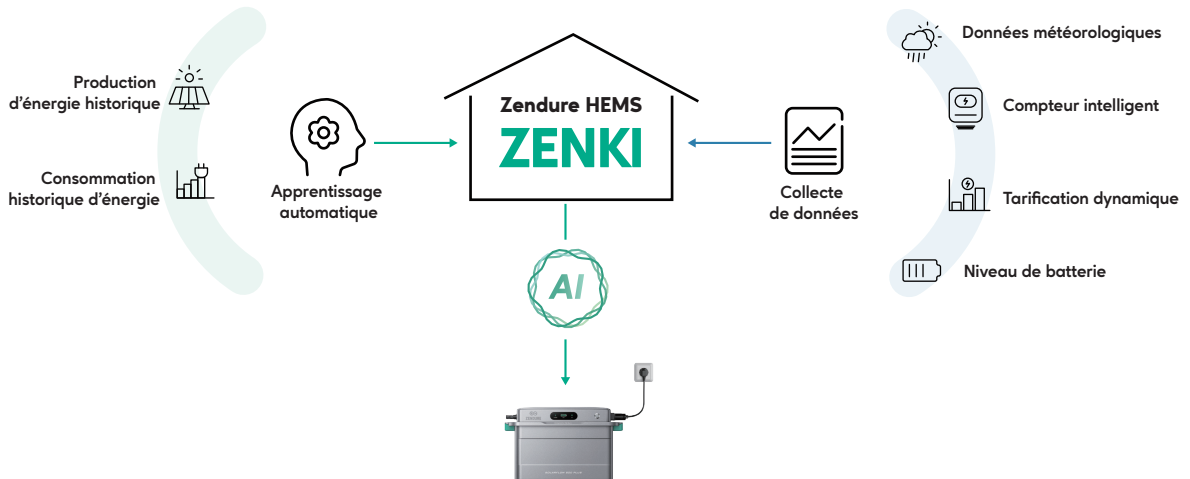 Production
d'énergie historique
Consommation
historique d'énergie
Apprentissage
automatique
Zendure HEMS
ZENKI
Collecte
de données
Données météorologiques
Compteur intelligent
Tarification dynamique
Niveau de batterie
AI